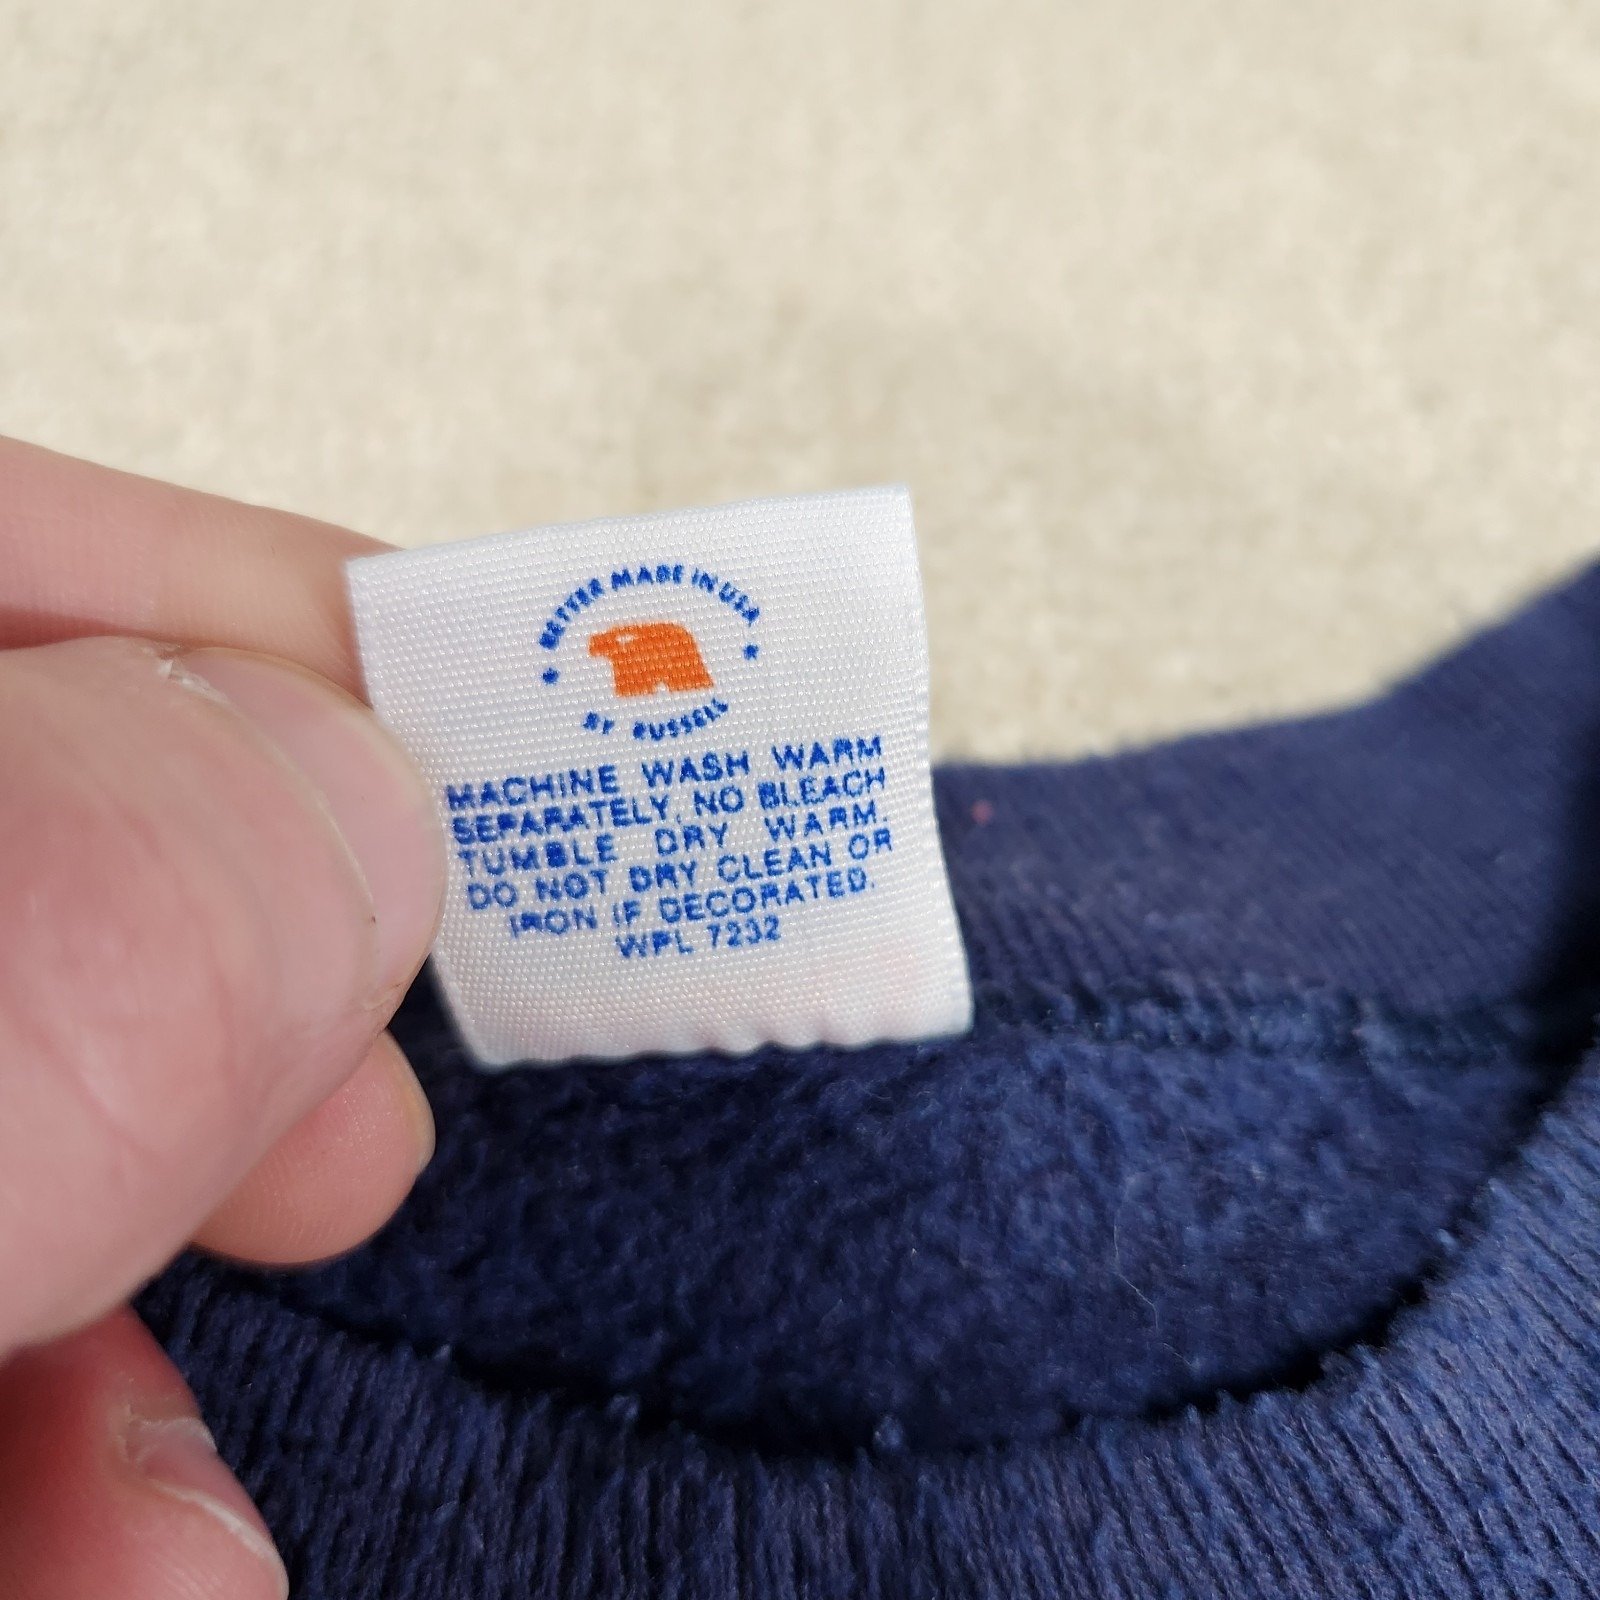 BETTER MADE IN USA
BY RUSSELL
MACHINE WASH WARM
SEPARATELY. NO BLEACH
TUMBLE DRY WARM.
DO NOT DRY CLEAN OR
IRON IF DECORATED.
WPL 7232